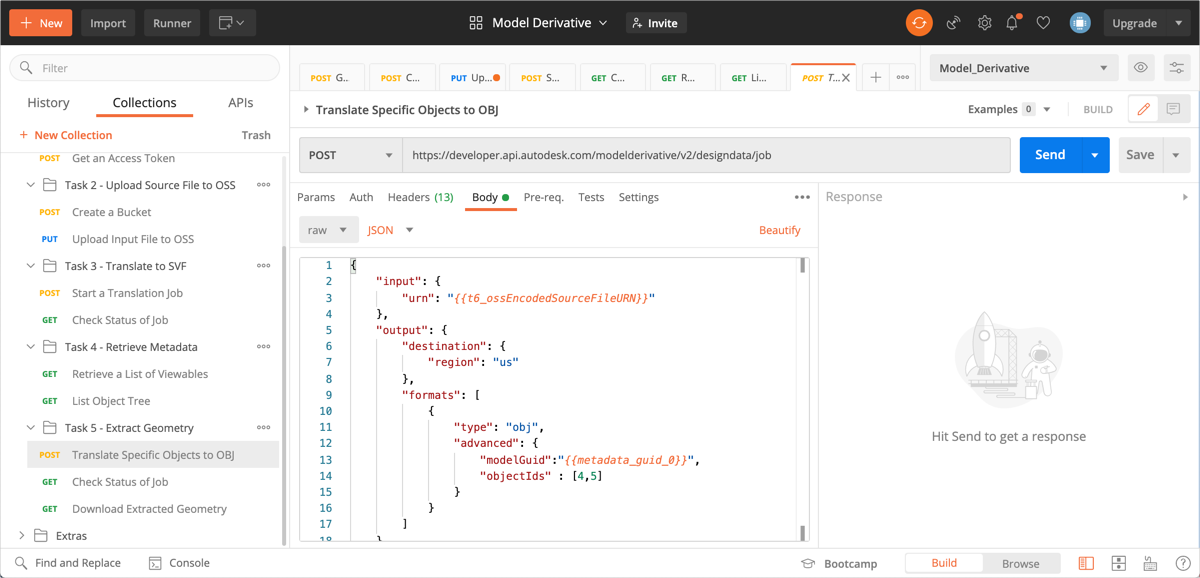 + New Import Runner Model Derivative Invite Upgrade
Filter
History Collections APIs
+ New Collection Trash
POST Get an Access Token
Task 2 - Upload Source File to OSS
POST Create a Bucket
PUT Upload Input File to OSS
Task 3 - Translate to SVF
POST Start a Translation Job
GET Check Status of Job
Task 4 - Retrieve Metadata
GET Retrieve a List of Viewables
GET List Object Tree
Task 5 - Extract Geometry
POST Translate Specific Objects to OBJ
GET Check Status of Job
GET Download Extracted Geometry
Extras
POST G... POST C... PUT Up... POST S... GET C... GET R... GET Li... POST T... Model_Derivative
Translate Specific Objects to OBJ Examples 0 BUILD
POST https://developer.api.autodesk.com/modelderivative/v2/designdata/job Send Save
Params Auth Headers (13) Body Pre-req. Tests Settings
raw JSON Beautify
1 {
2 "input": {
3 "urn": "{{t6_ossEncodedSourceFileURN}}"
4 },
5 "output": {
6 "destination": {
7 "region": "us"
8 },
9 "formats": [
10 {
11 "type": "obj",
12 "advanced": {
13 "modelGuid":"{{metadata_guid_0}}",
14 "objectIds" : [4,5]
15 }
16 }
17 ]
18 }
Response
Hit Send to get a response
Find and Replace Console Bootcamp Build Browse